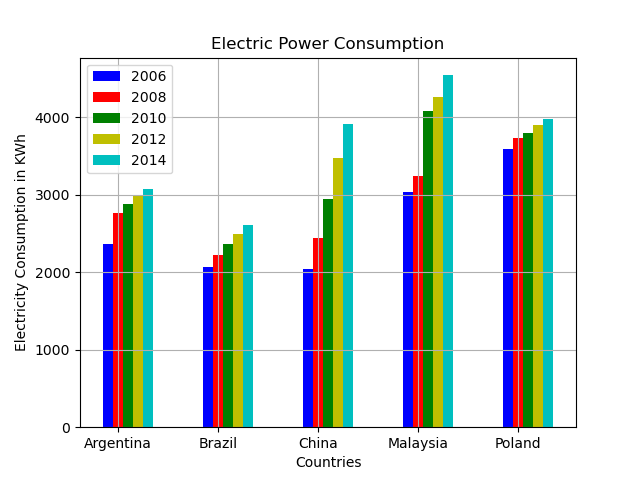 Electric Power Consumption
2006
2008
2010
2012
2014
4000
3000
2000
1000
0
Electricity Consumption in KWh
Argentina Brazil China Malaysia Poland
Countries